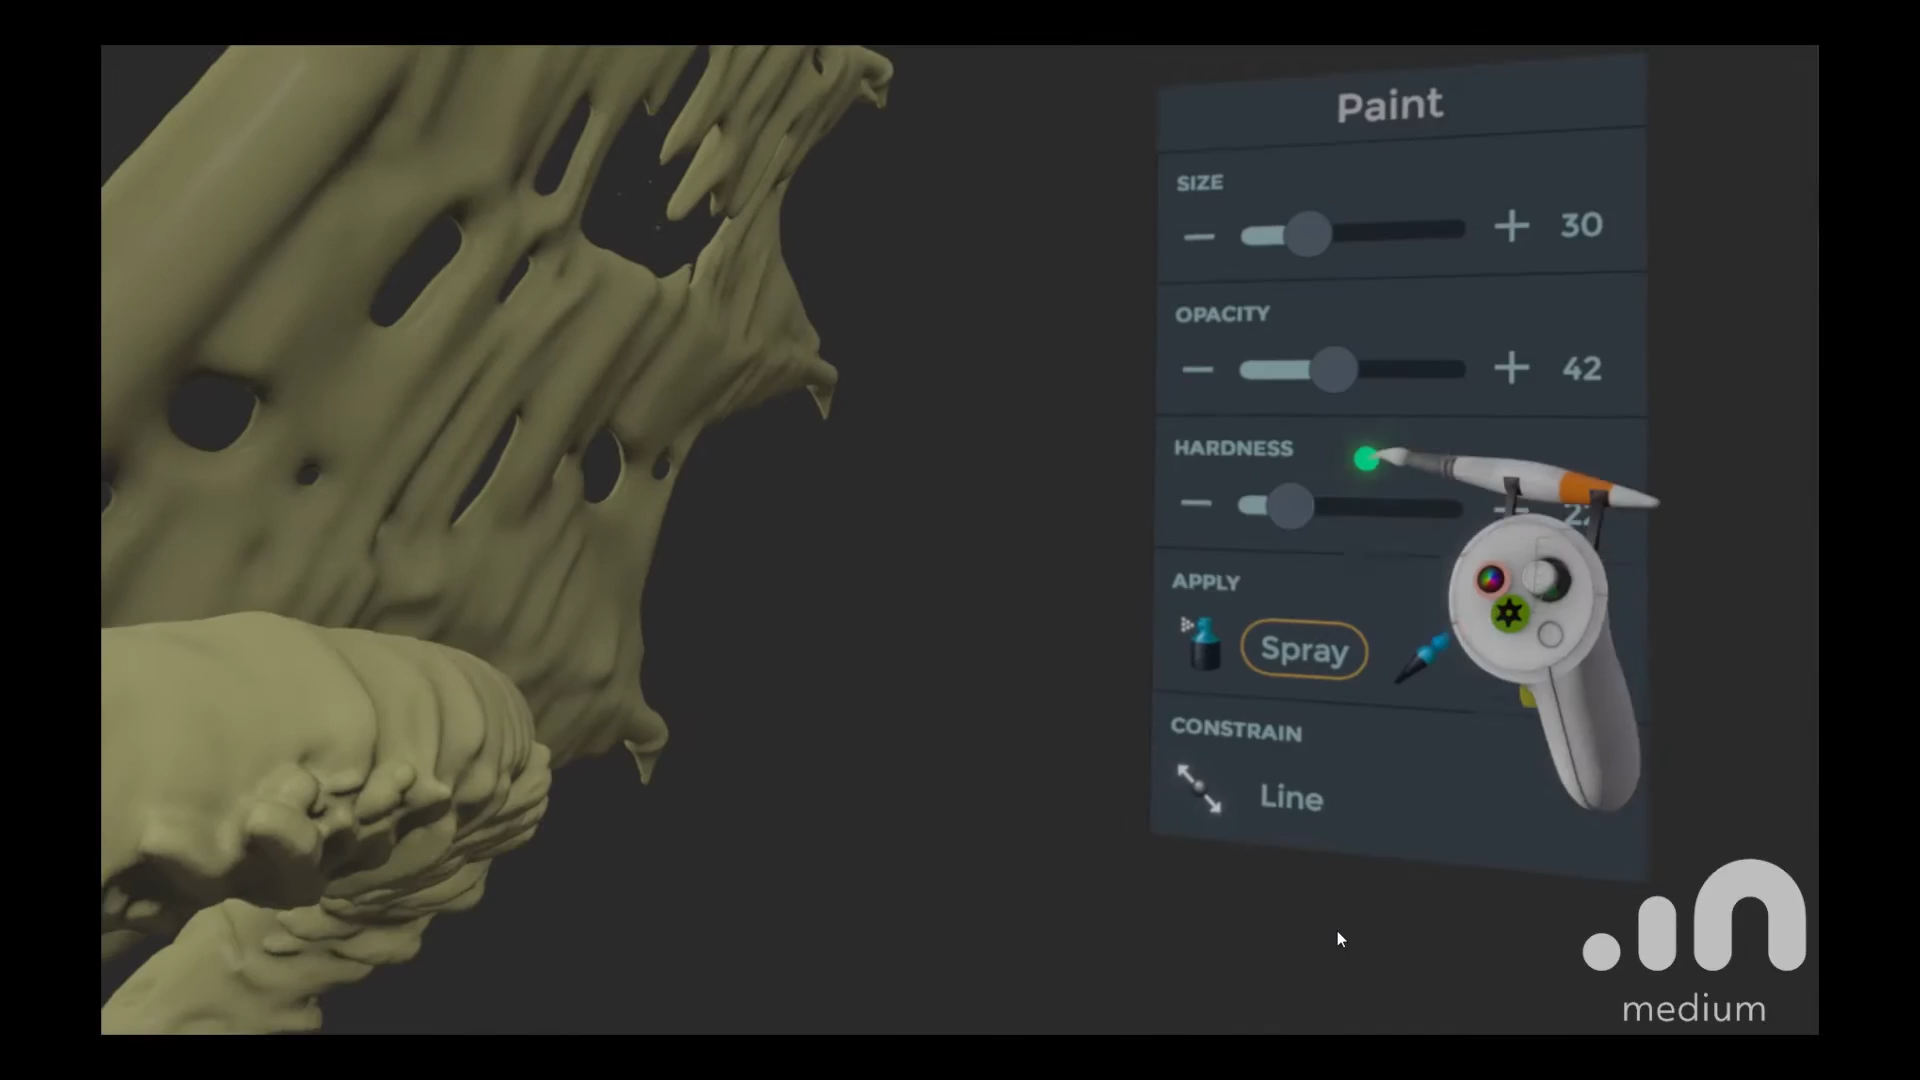 Paint
SIZE
30
OPACITY
42
HARDNESS
APPLY
Spray
CONSTRAIN
Line
medium